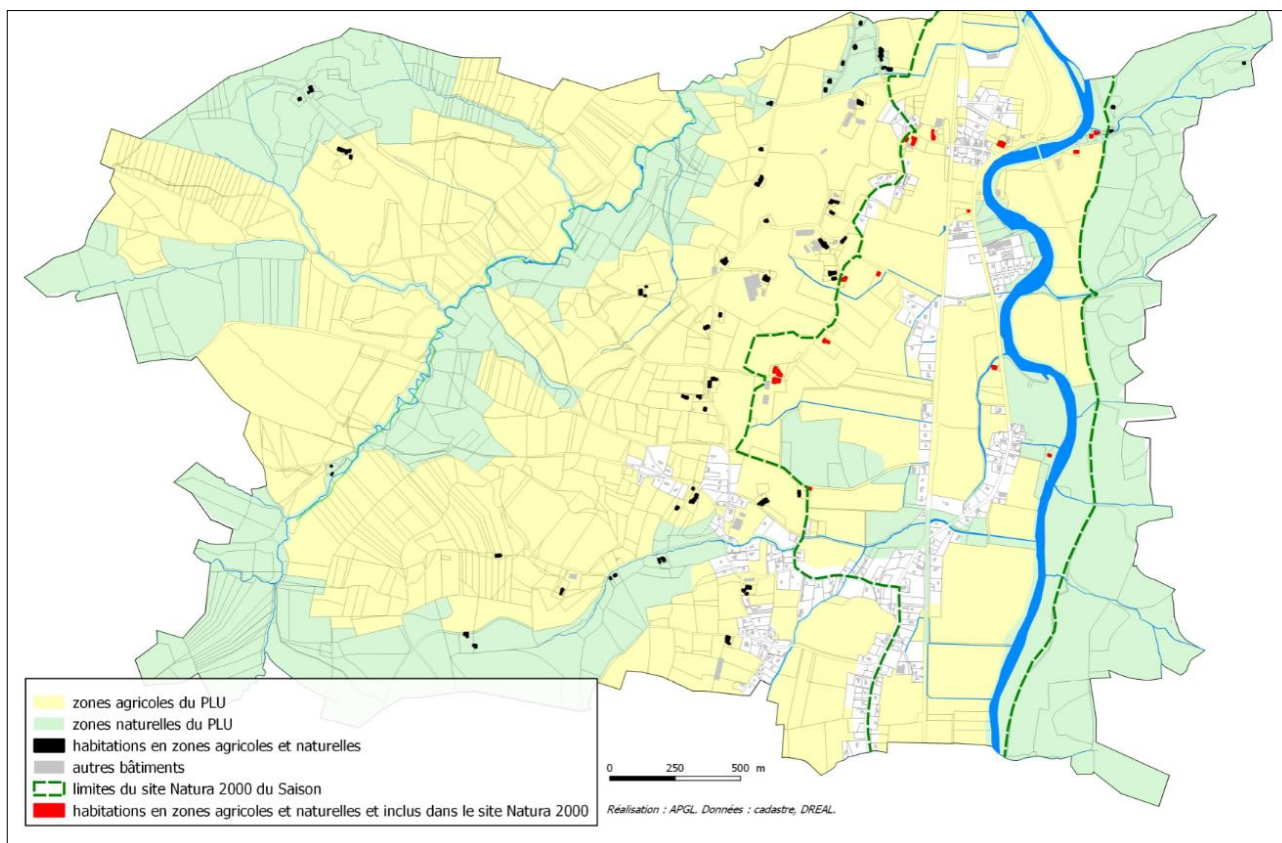 zones agricoles du PLU
zones naturelles du PLU
habitations en zones agricoles et naturelles
autres bâtiments
limites du site Natura 2000 du Saison
habitations en zones agricoles et naturelles et inclus dans le site Natura 2000
0 250 500 m
Réalisation : APGL. Données : cadastre, DREAL.